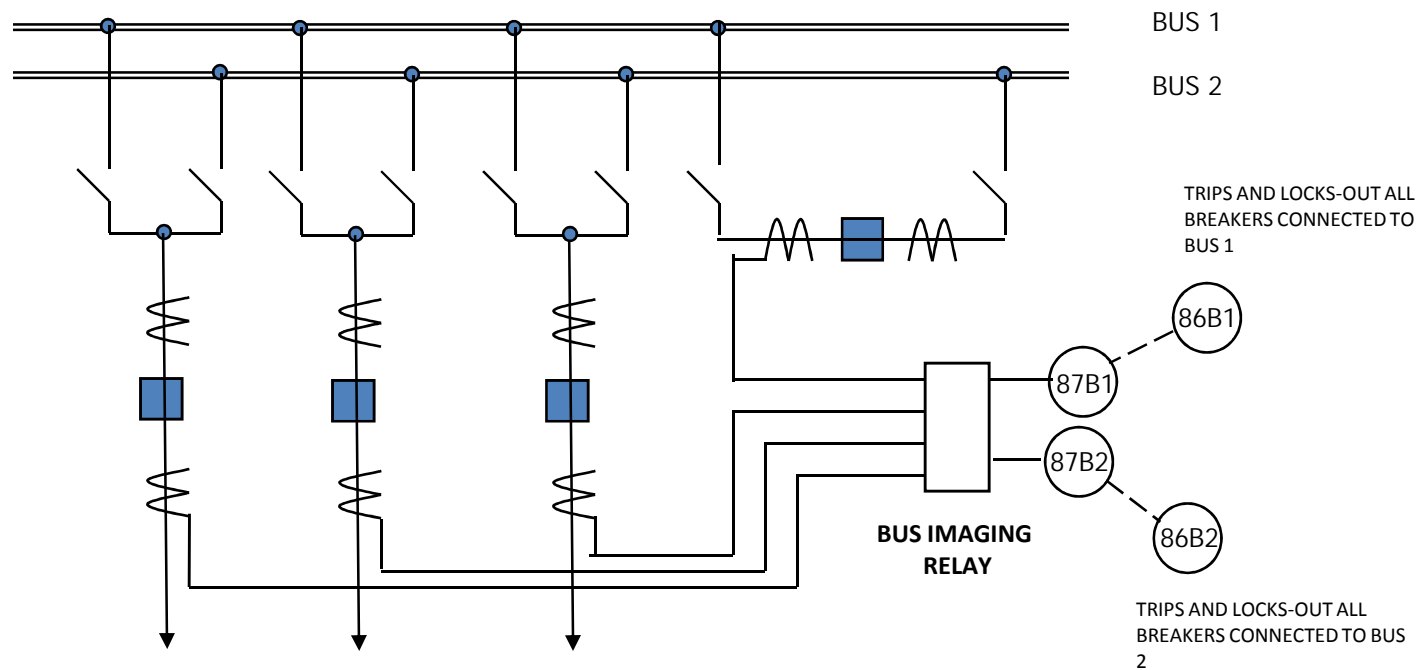 BUS 1
BUS 2
TRIPS AND LOCKS-OUT ALL
BREAKERS CONNECTED TO
BUS 1
86B1
87B1
87B2
86B2
BUS IMAGING
RELAY
TRIPS AND LOCKS-OUT ALL
BREAKERS CONNECTED TO BUS
2